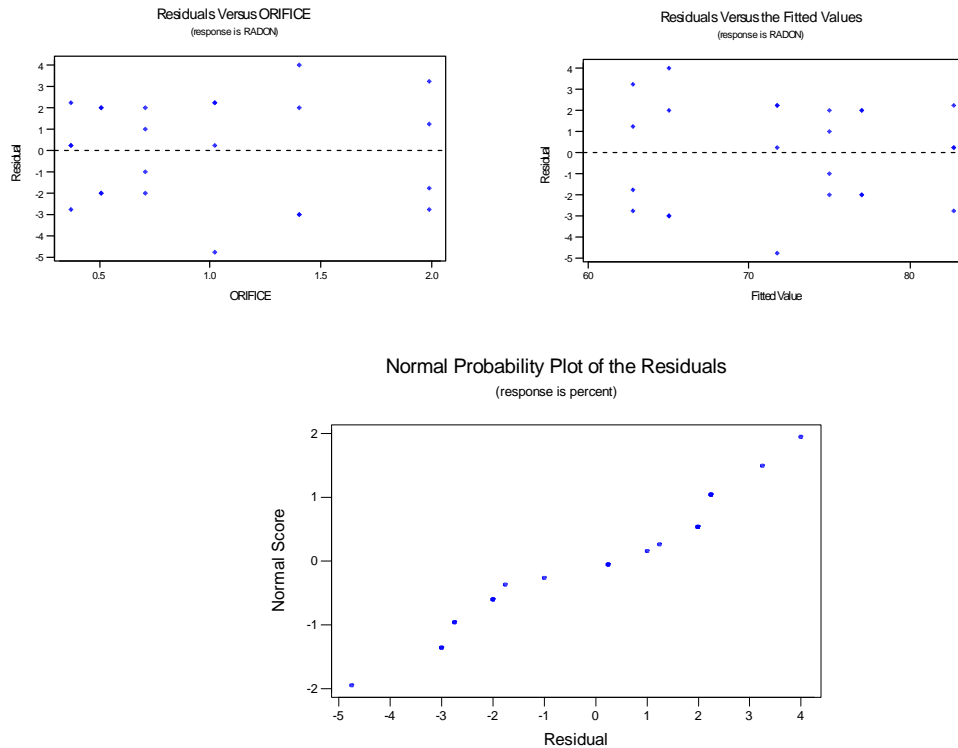 Residuals Versus ORIFICE
(response is RADON)
4
3
2
1
0
-1
-2
-3
-4
-5
Residual
0.5 1.0 1.5 2.0
ORIFICE
Residuals Versus the Fitted Values
(response is RADON)
4
3
2
1
0
-1
-2
-3
-4
-5
Residual
60 70 80
Fitted Value
Normal Probability Plot of the Residuals
(response is percent)
2
1
0
-1
-2
Normal Score
-5 -4 -3 -2 -1 0 1 2 3 4
Residual